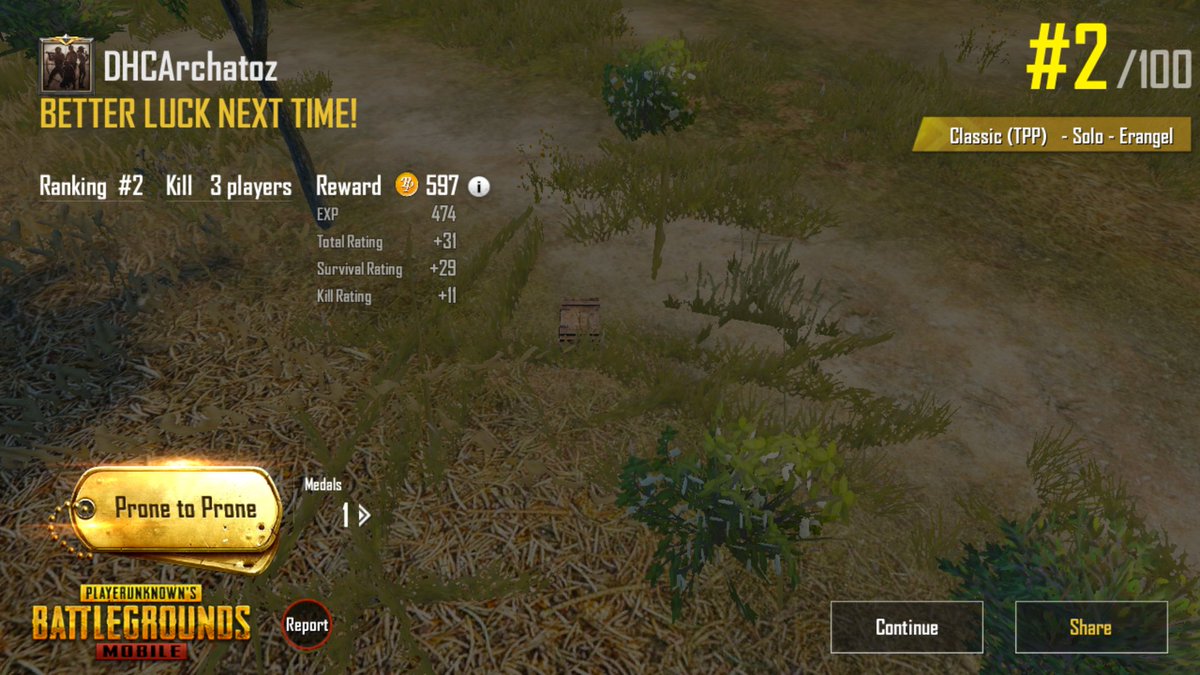 DHCArchatoz
BETTER LUCK NEXT TIME!
#2/100
Classic (TPP) - Solo - Erangel
Ranking #2 Kill 3 players Reward 597 i
EXP 474
Total Rating +31
Survival Rating +29
Kill Rating +11
Prone to Prone
Medals
1
PLAYERUNKNOWN'S
BATTLEGROUNDS
MOBILE
Report
Continue
Share